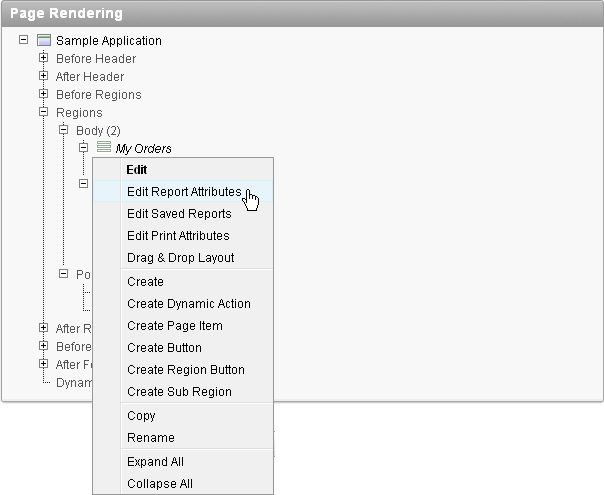 Page Rendering
Sample Application
Before Header
After Header
Before Regions
Regions
Body (2)
My Orders
Edit
Edit Report Attributes
Edit Saved Reports
Edit Print Attributes
Drag & Drop Layout
Create
Create Dynamic Action
Create Page Item
Create Button
Create Region Button
Create Sub Region
Copy
Rename
Expand All
Collapse All
Po
After R
Before
After Fo
Dynam